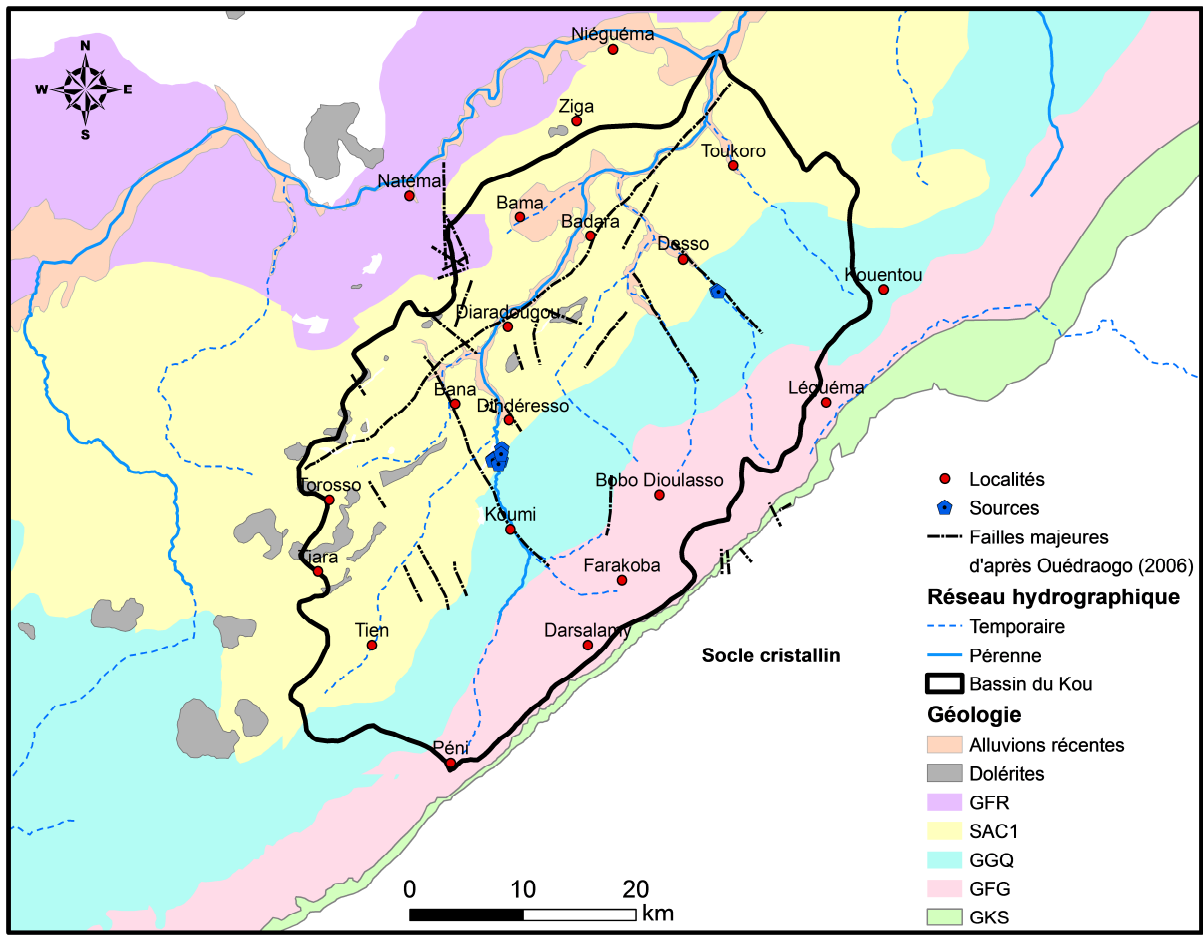 Niéguéma
N
W E
S
Ziga
Toukoro
Natéma
Bama
Badara
Desso
Kouentou
Diaradougou
Bana
Dindéresso
Léguéma
Torosso
Bobo Dioulasso
Koumi
Tiara
Farakoba
Tien
Darsalamy
Péni
Socle cristallin
Localités
Sources
Failles majeures
d'après Ouédraogo (2006)
Réseau hydrographique
Temporaire
Pérenne
Bassin du Kou
Géologie
Alluvions récentes
Dolérites
GFR
SAC1
GGQ
GFG
GKS
0 10 20
km